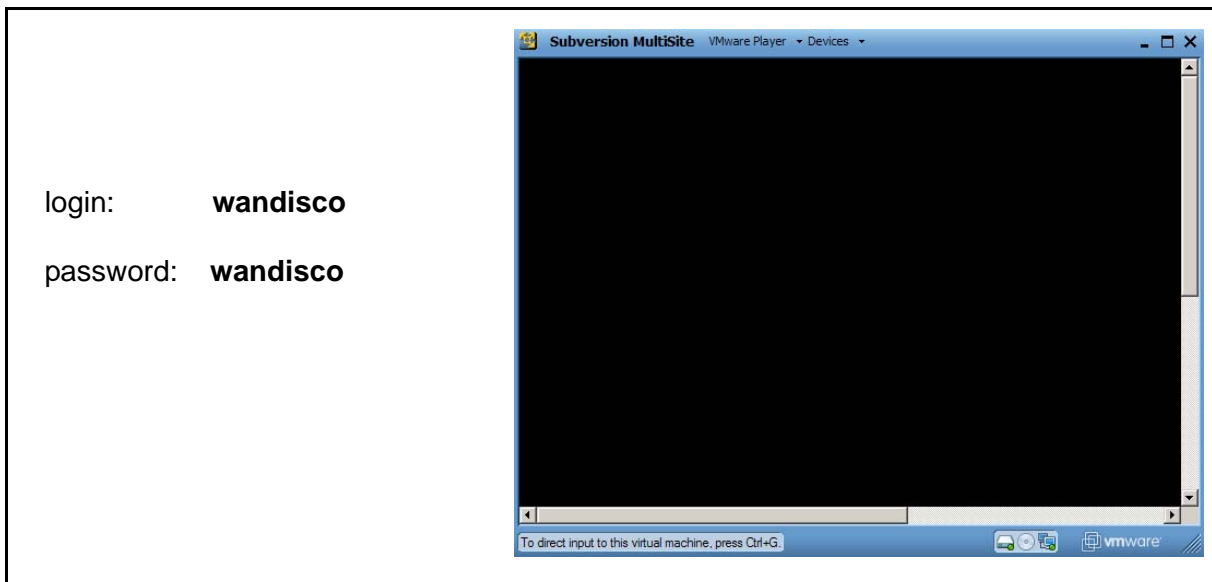 login: wandisco
password: wandisco
Subversion MultiSite VMware Player Devices
To direct input to this virtual machine, press Ctrl+G.
vmware